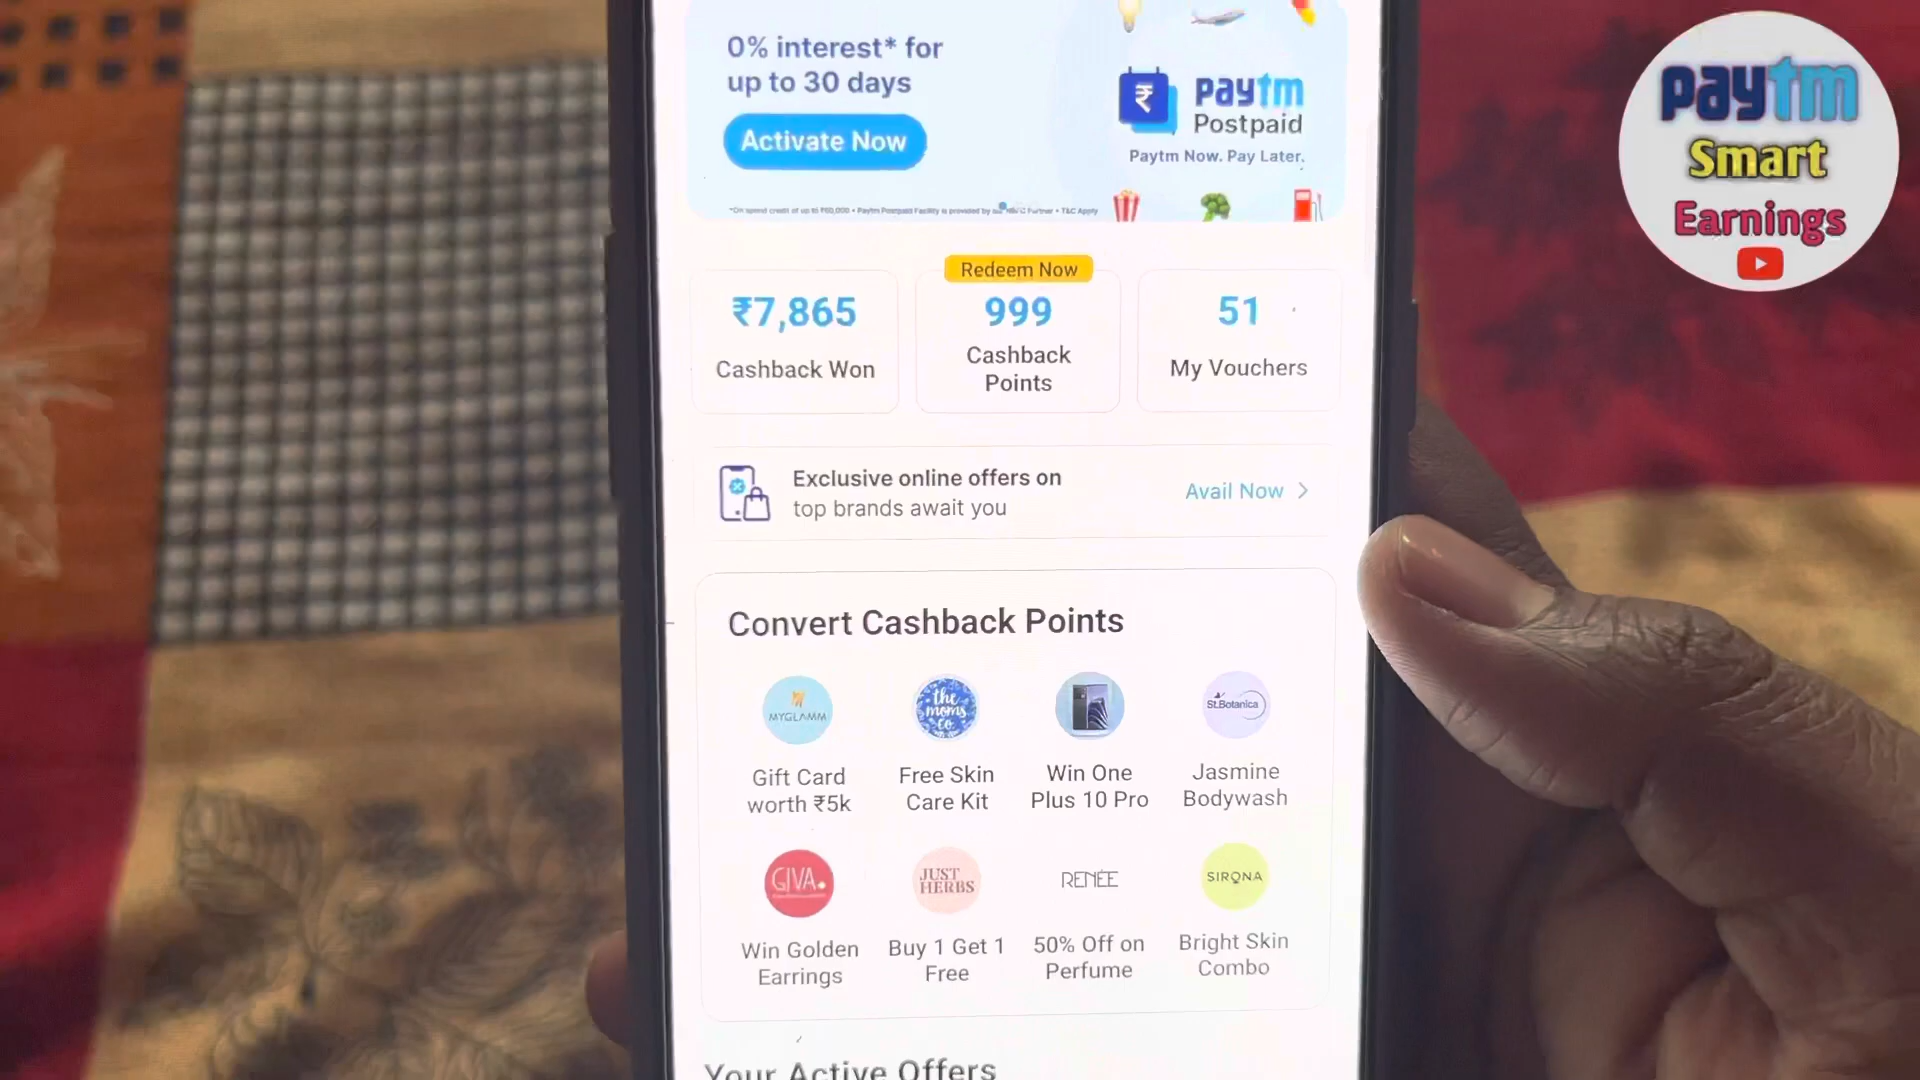 0% interest* for
up to 30 days
Activate Now
paytm
Postpaid
Paytm Now. Pay Later.
paytm
Smart
Earnings
Redeem Now
₹7,865
Cashback Won
999
Cashback
Points
51
My Vouchers
Exclusive online offers on
top brands await you
Avail Now
Convert Cashback Points
MYGLAMM
Gift Card
worth ₹5k
the
moms
co.
Free Skin
Care Kit
Win One
Plus 10 Pro
St.Botanica
Jasmine
Bodywash
GIVA
Win Golden
Earrings
JUST
HERBS
Buy 1 Get 1
Free
RENÉE
50% Off on
Perfume
SIRONA
Bright Skin
Combo
Your Active Offers